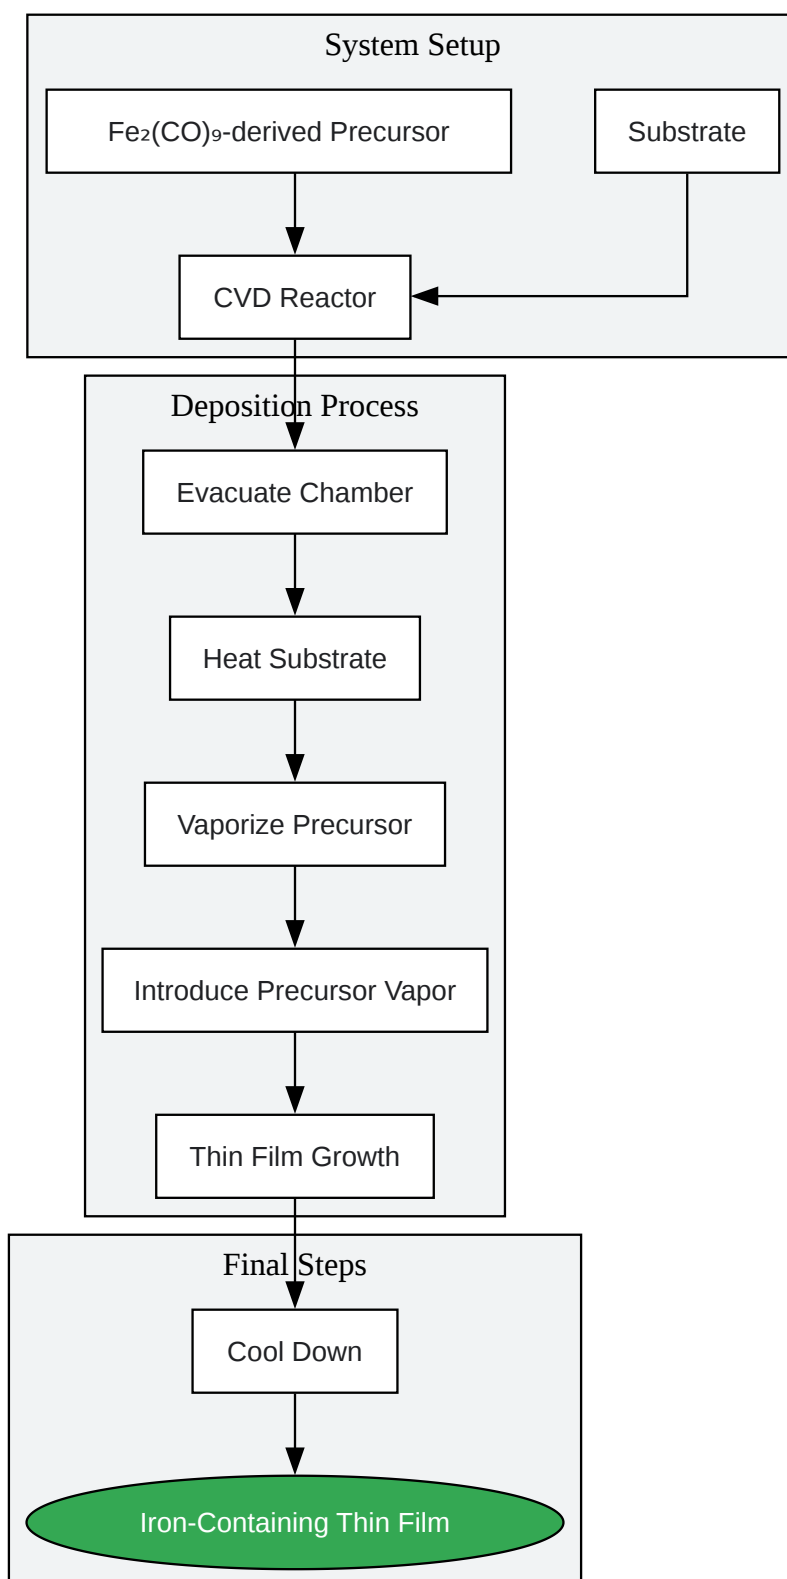 System Setup
Fe₂(CO)₉-derived Precursor
Substrate
CVD Reactor
Deposition Process
Evacuate Chamber
Heat Substrate
Vaporize Precursor
Introduce Precursor Vapor
Thin Film Growth
Final Steps
Cool Down
Iron-Containing Thin Film